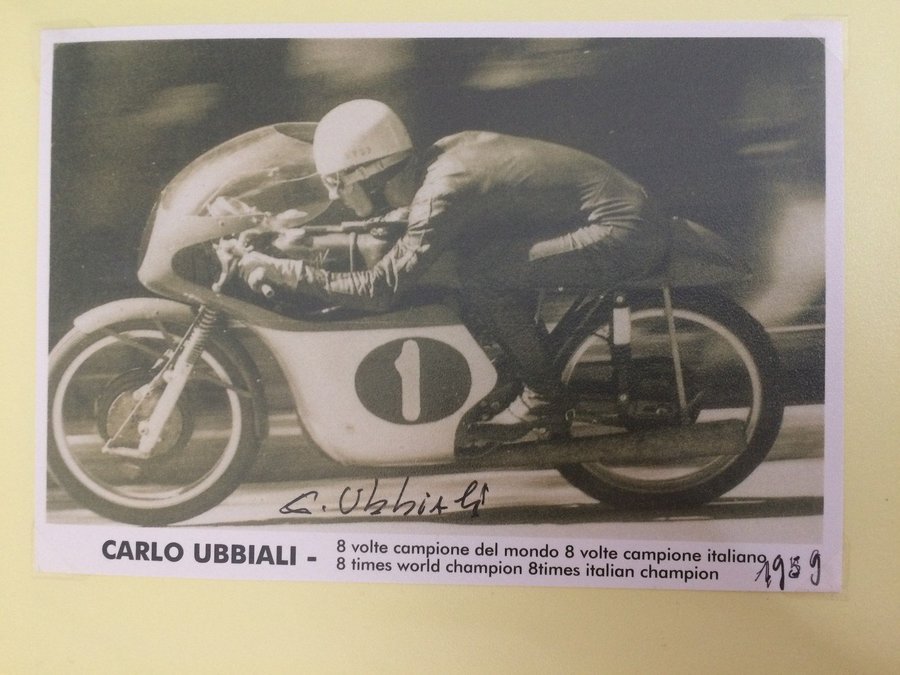 1
C. Ubbiali
CARLO UBBIALI - 8 volte campione del mondo 8 volte campione italiano
8 times world champion 8times italian champion
1959